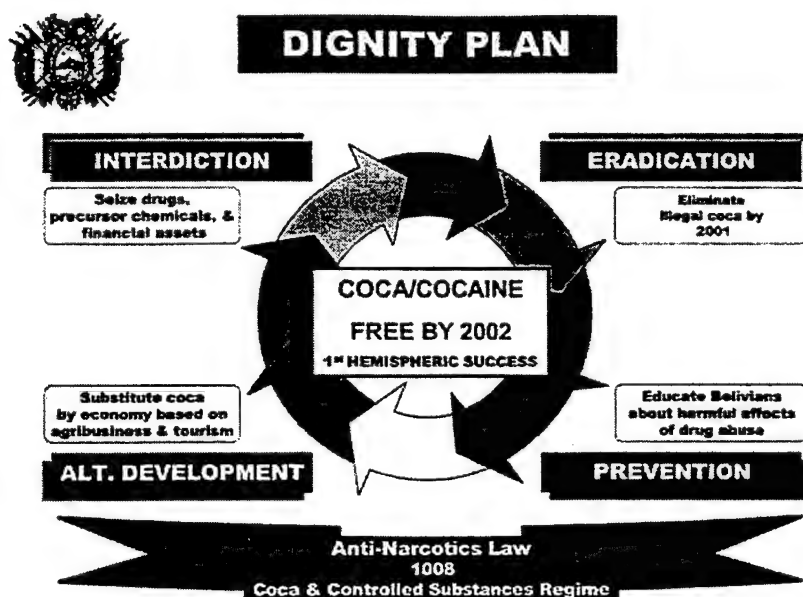 DIGNITY PLAN
INTERDICTION
Seize drugs,
precursor chemicals, &
financial assets
ERADICATION
Eliminate
illegal coca by
2001
COCA/COCAINE
FREE BY 2002
1st HEMISPHERIC SUCCESS
Substitute coca
by economy based on
agribusiness & tourism
ALT. DEVELOPMENT
Educate Bolivians
about harmful effects
of drug abuse
PREVENTION
Anti-Narcotics Law
1008
Coca & Controlled Substances Regime